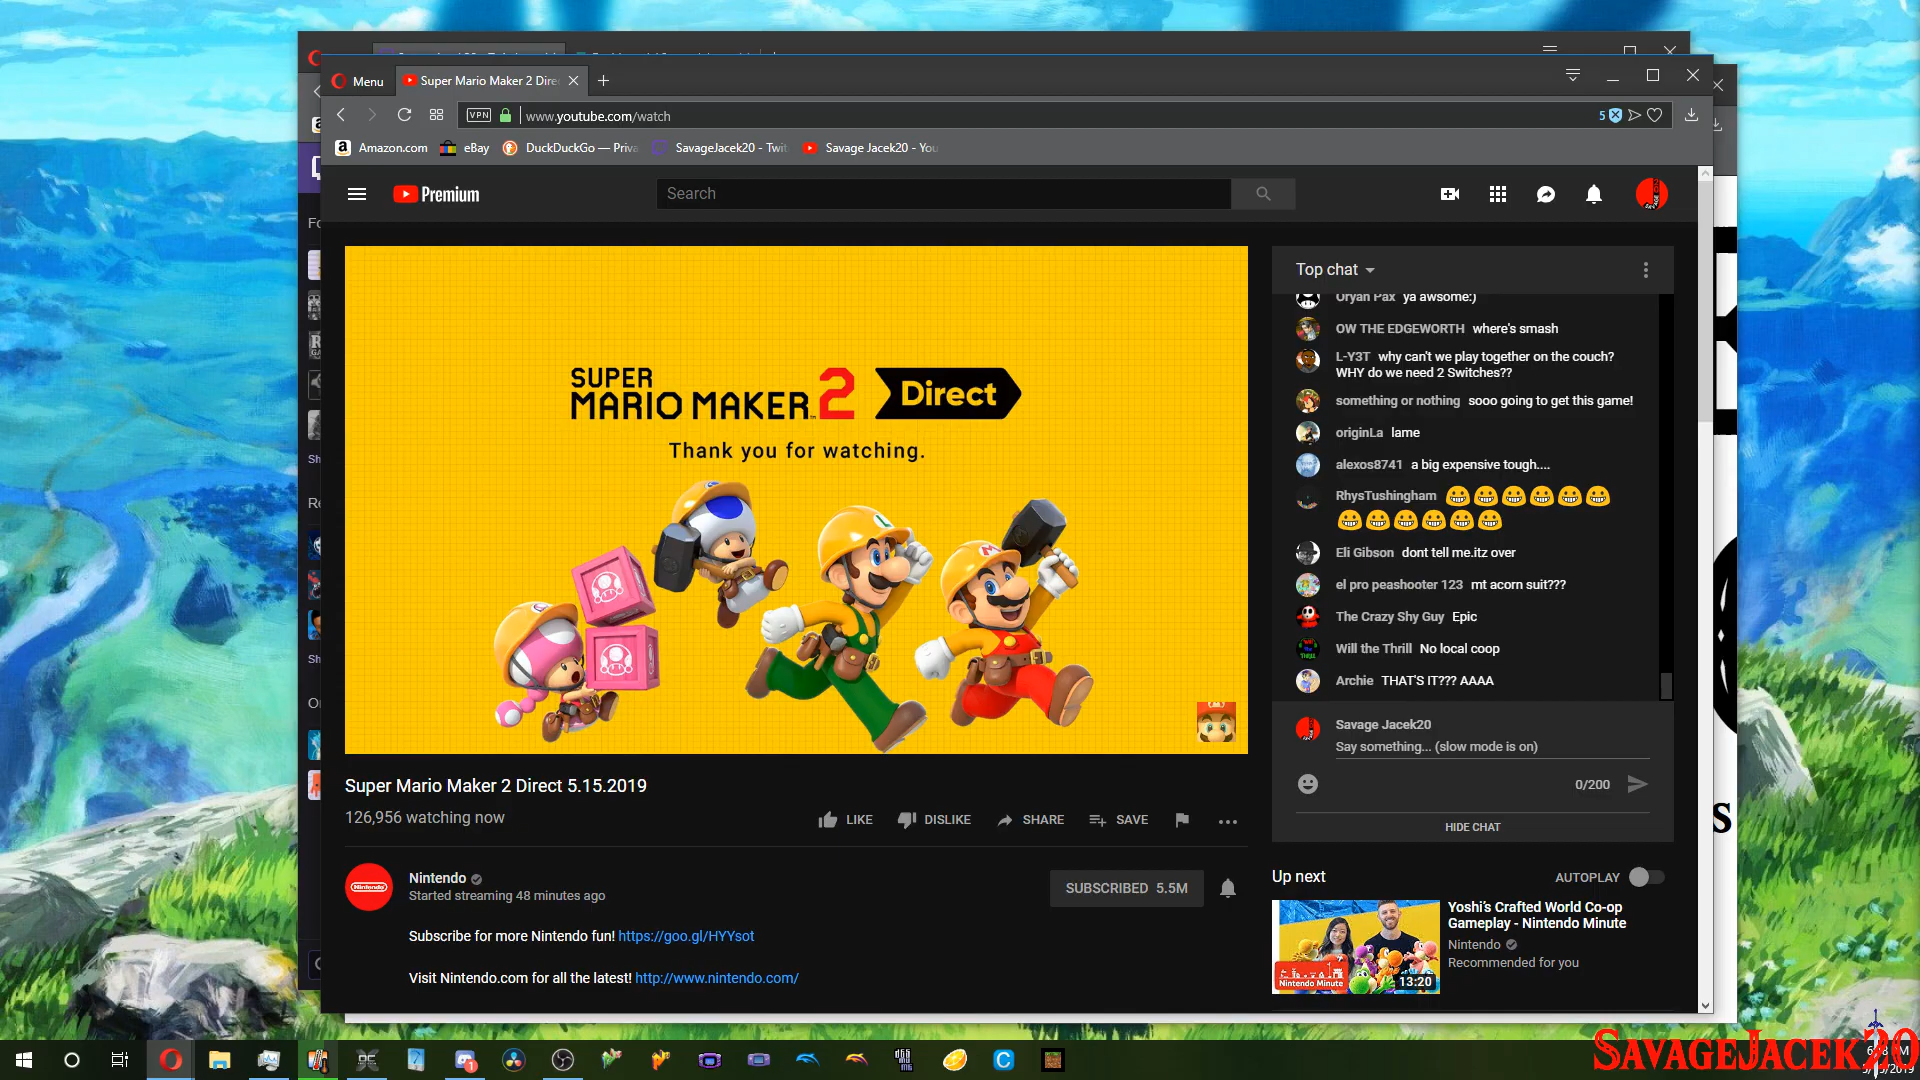 Menu
Super Mario Maker 2 Dire
VPN
www.youtube.com/watch
5
Amazon.com
eBay
DuckDuckGo — Priva
SavageJacek20 - Twit
Savage Jacek20 - You
Premium
Search
SUPER
MARIO MAKER 2 Direct
Thank you for watching.
Super Mario Maker 2 Direct 5.15.2019
126,956 watching now
LIKE
DISLIKE
SHARE
SAVE
Nintendo
Nintendo
Started streaming 48 minutes ago
SUBSCRIBED 5.5M
Subscribe for more Nintendo fun! https://goo.gl/HYYsot
Visit Nintendo.com for all the latest! http://www.nintendo.com/
Top chat
Uryan Pax ya awsome:)
OW THE EDGEWORTH where's smash
L-Y3T why can't we play together on the couch?
WHY do we need 2 Switches??
something or nothing sooo going to get this game!
originLa lame
alexos8741 a big expensive tough....
RhysTushingham
Eli Gibson dont tell me.itz over
el pro peashooter 123 mt acorn suit???
The Crazy Shy Guy Epic
Will the Thrill No local coop
Archie THAT'S IT??? AAAA
Savage Jacek20
Say something... (slow mode is on)
0/200
HIDE CHAT
Up next
AUTOPLAY
Nintendo Minute
13:20
Yoshi's Crafted World Co-op
Gameplay - Nintendo Minute
Nintendo
Recommended for you
SAVAGEJACEK20